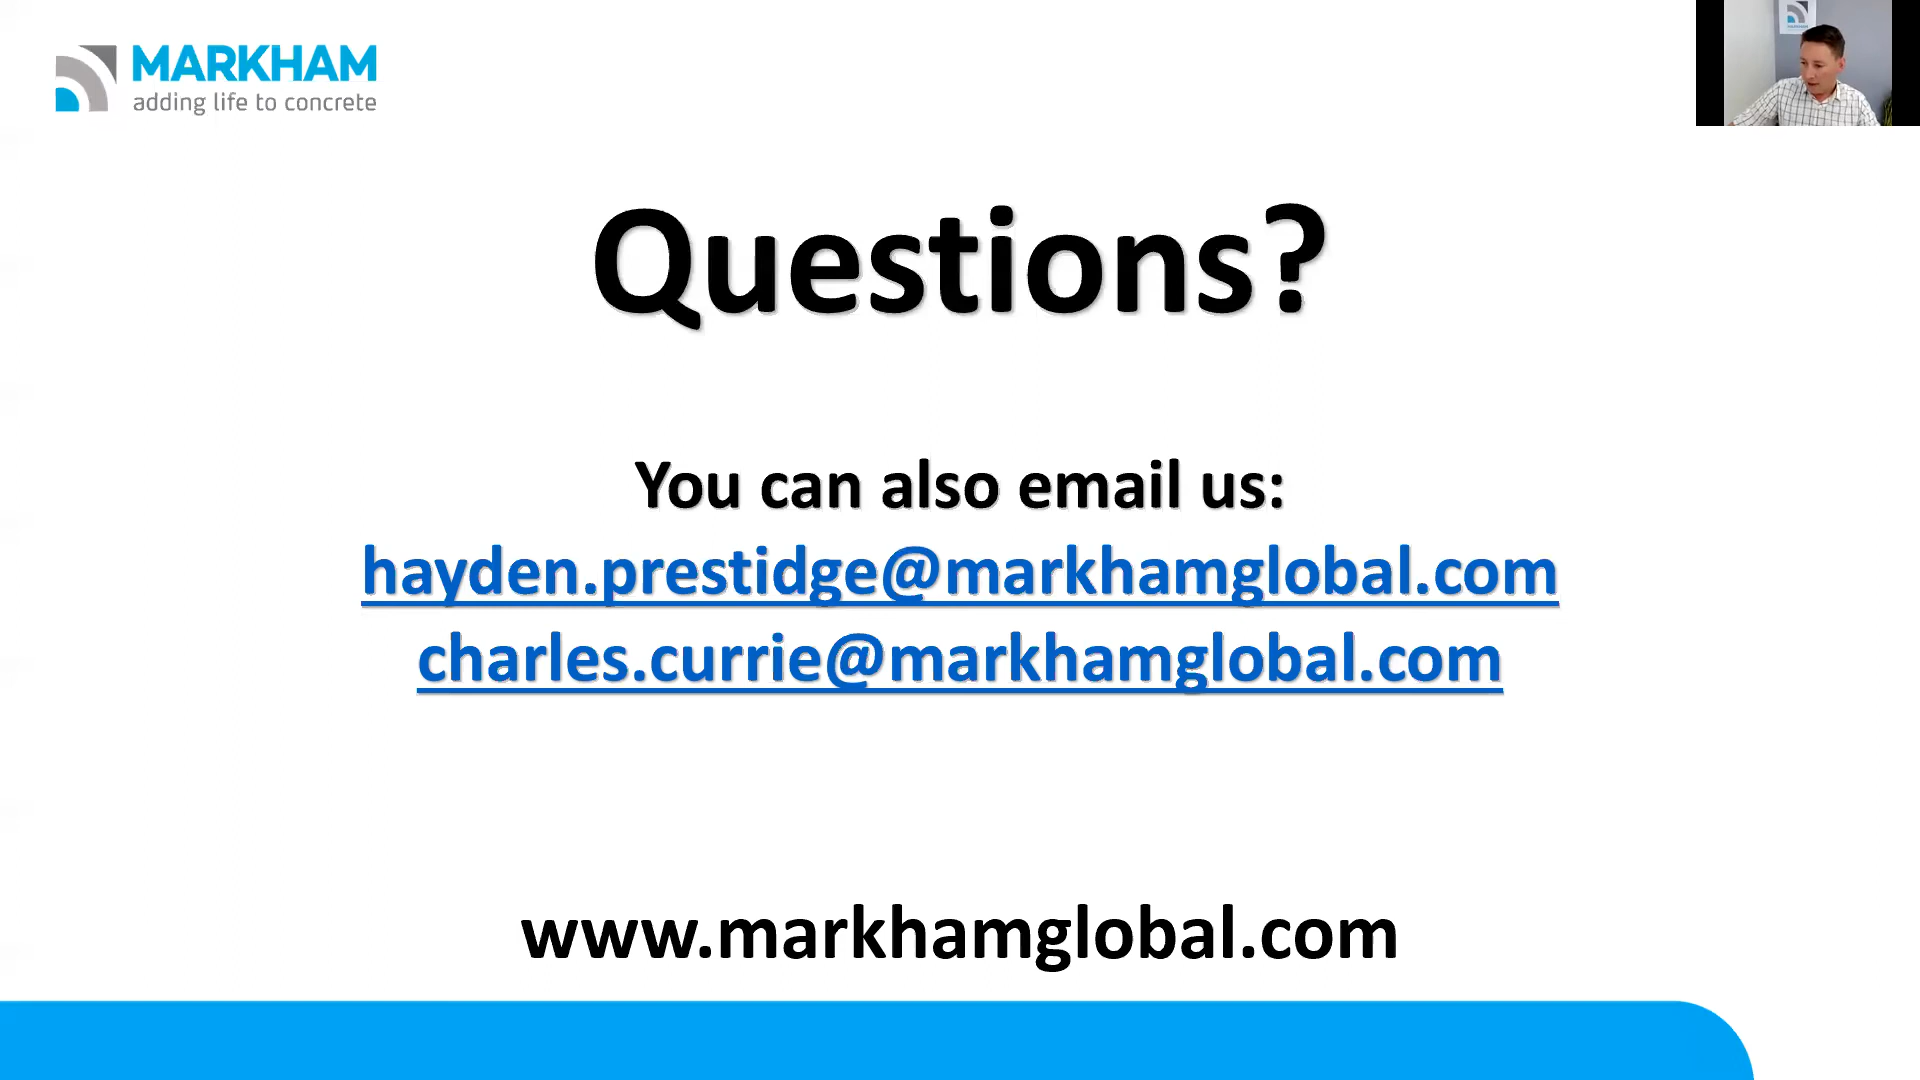 MARKHAM
adding life to concrete
Questions?
You can also email us:
hayden.prestidge@markhamglobal.com
charles.currie@markhamglobal.com
www.markhamglobal.com